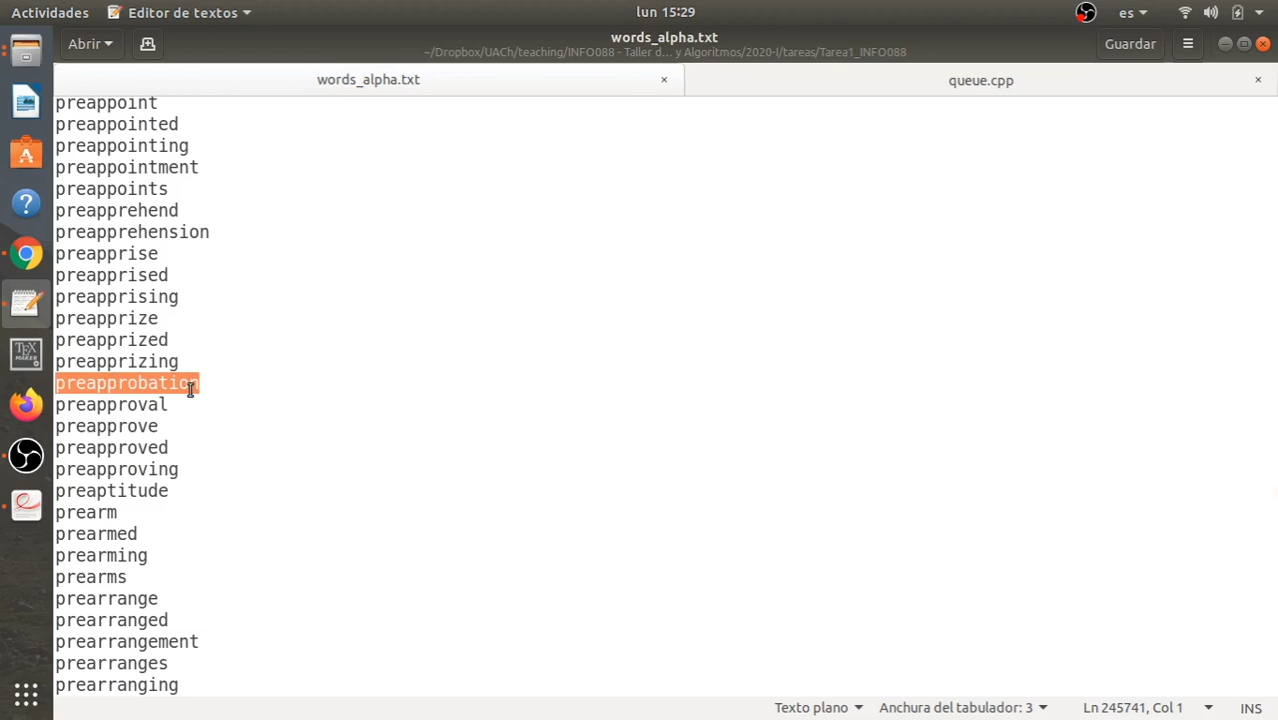 Actividades Editor de textos lun 15:29 es
Abrir words_alpha.txt Guardar
~/Dropbox/UACh/teaching/INFO088 - Taller d... y Algoritmos/2020-I/tareas/Tarea1_INFO088
words_alpha.txt × queue.cpp ×
preappoint
preappointed
preappointing
preappointment
preappoints
preapprehend
preapprehension
preapprise
preapprised
preapprising
preapprize
preapprized
preapprizing
preapprobation
preapproval
preapprove
preapproved
preapproving
preaptitude
prearm
prearmed
prearming
prearms
prearrange
prearranged
prearrangement
prearranges
prearranging
Texto plano Anchura del tabulador: 3 Ln 245741, Col 1 INS